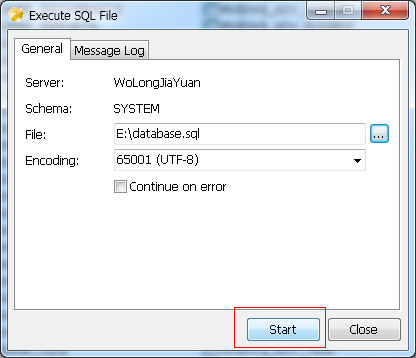 Execute SQL File
General
Message Log
Server: WoLongJiaYuan
Schema: SYSTEM
File: E:\database.sql ...
Encoding: 65001 (UTF-8)
Continue on error
Start Close